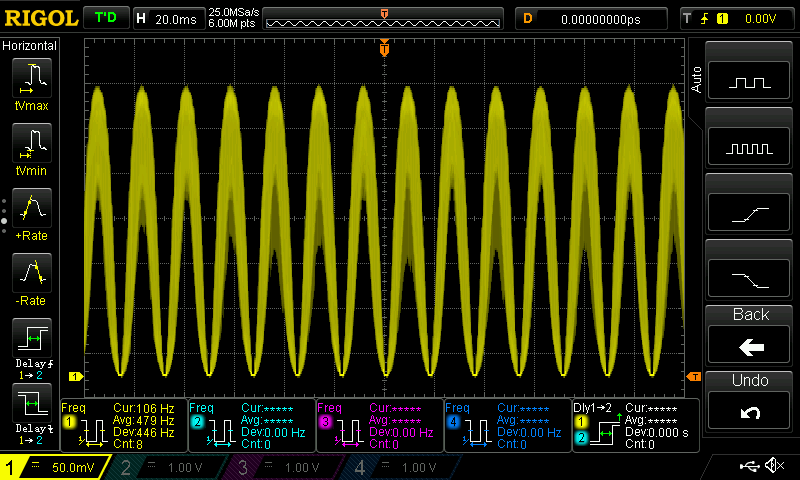 RIGOL T'D H 20.0ms 25.0MSa/s 6.00M pts T D 0.00000000ps T 1 0.00V
Horizontal
T
tVmax
tVmin
+Rate
-Rate
Delay
1→2
Delay
1→2
Auto
Back
Undo
1
T
Freq
1
Cur:106 Hz
Avg:479 Hz
Dev:446 Hz
Cnt:8
Freq
2
Cur:*****
Avg:*****
Dev:0.00 Hz
Cnt:0
Freq
3
Cur:*****
Avg:*****
Dev:0.00 Hz
Cnt:0
Freq
4
Cur:*****
Avg:*****
Dev:0.00 Hz
Cnt:0
Dly1→2
1
2
Cur:*****
Avg:*****
Dev:0.000 s
Cnt:0
1 50.0mV 2 1.00 V 3 1.00 V 4 1.00 V